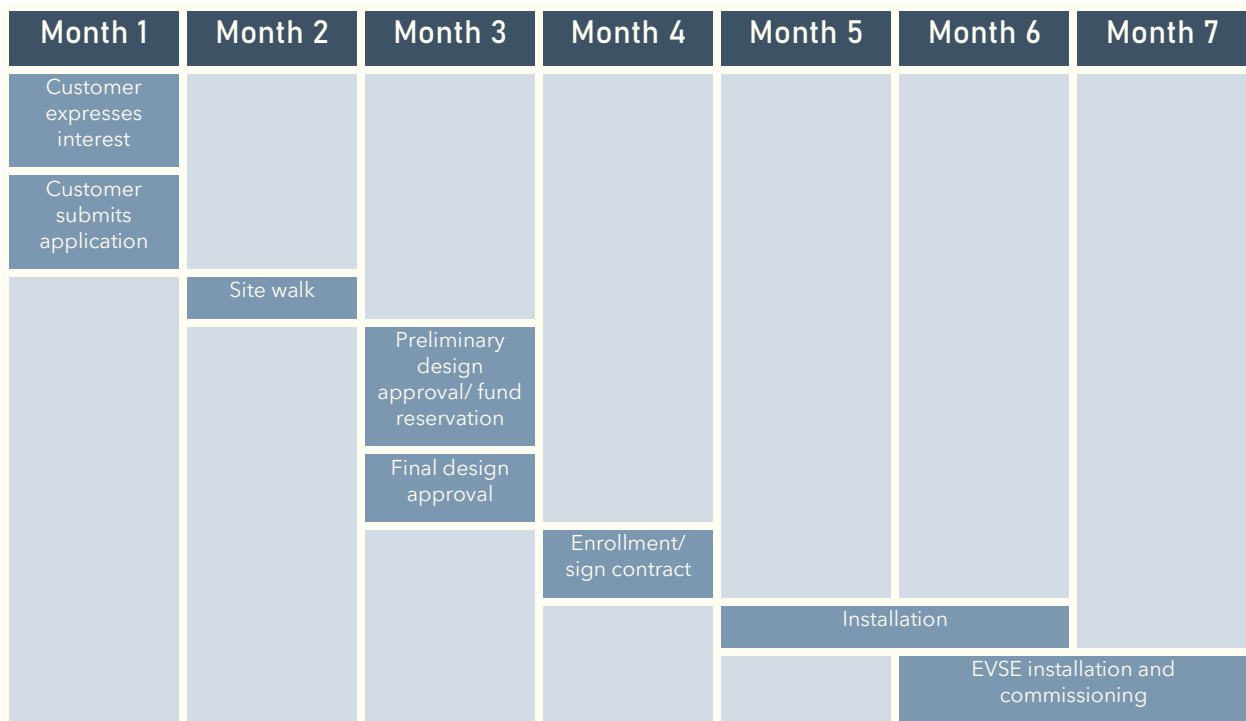 Month 1 Month 2 Month 3 Month 4 Month 5 Month 6 Month 7
Customer
expresses
interest
Customer
submits
application
Site walk
Preliminary
design
approval/ fund
reservation
Final design
approval
Enrollment/
sign contract
Installation
EVSE installation and
commissioning